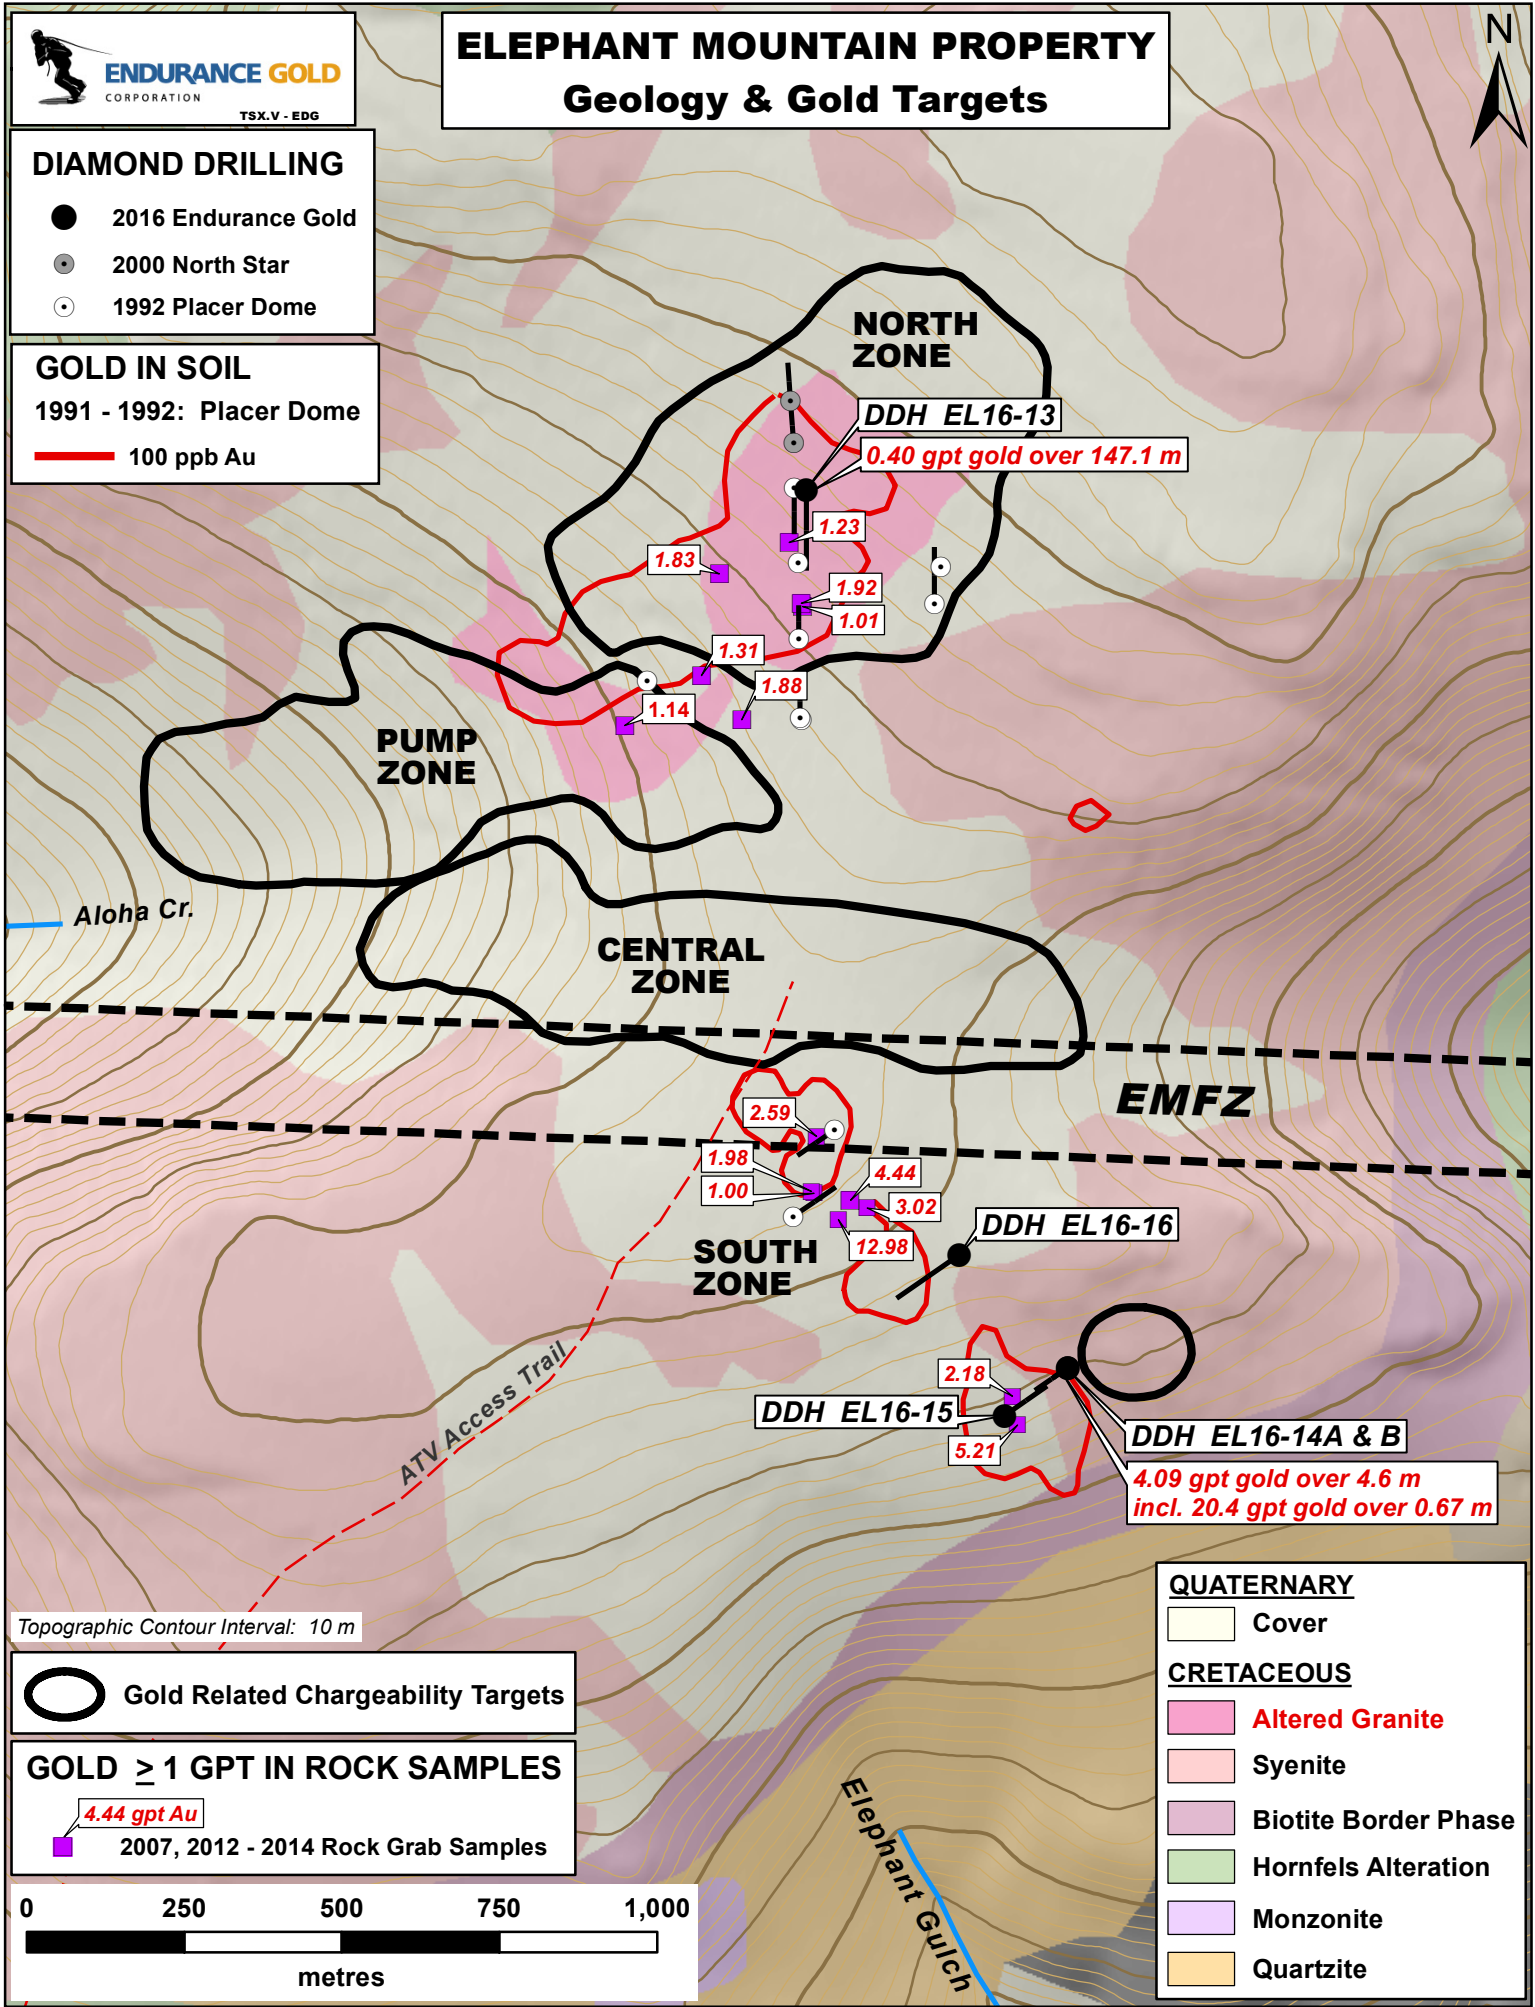 ENDURANCE GOLD
CORPORATION
TSX.V - EDG
ELEPHANT MOUNTAIN PROPERTY
Geology & Gold Targets
N
DIAMOND DRILLING
2016 Endurance Gold
2000 North Star
1992 Placer Dome
GOLD IN SOIL
1991 - 1992: Placer Dome
100 ppb Au
NORTH
ZONE
DDH EL16-13
0.40 gpt gold over 147.1 m
1.23
1.83
1.92
1.01
1.31
1.88
1.14
PUMP
ZONE
Aloha Cr.
CENTRAL
ZONE
EMFZ
2.59
1.98
1.00
4.44
3.02
12.98
SOUTH
ZONE
DDH EL16-16
ATV Access Trail
2.18
DDH EL16-15
5.21
DDH EL16-14A & B
4.09 gpt gold over 4.6 m
incl. 20.4 gpt gold over 0.67 m
Topographic Contour Interval: 10 m
Gold Related Chargeability Targets
GOLD ≥ 1 GPT IN ROCK SAMPLES
4.44 gpt Au
2007, 2012 - 2014 Rock Grab Samples
0 250 500 750 1,000
metres
Elephant Gulch
QUATERNARY
Cover
CRETACEOUS
Altered Granite
Syenite
Biotite Border Phase
Hornfels Alteration
Monzonite
Quartzite